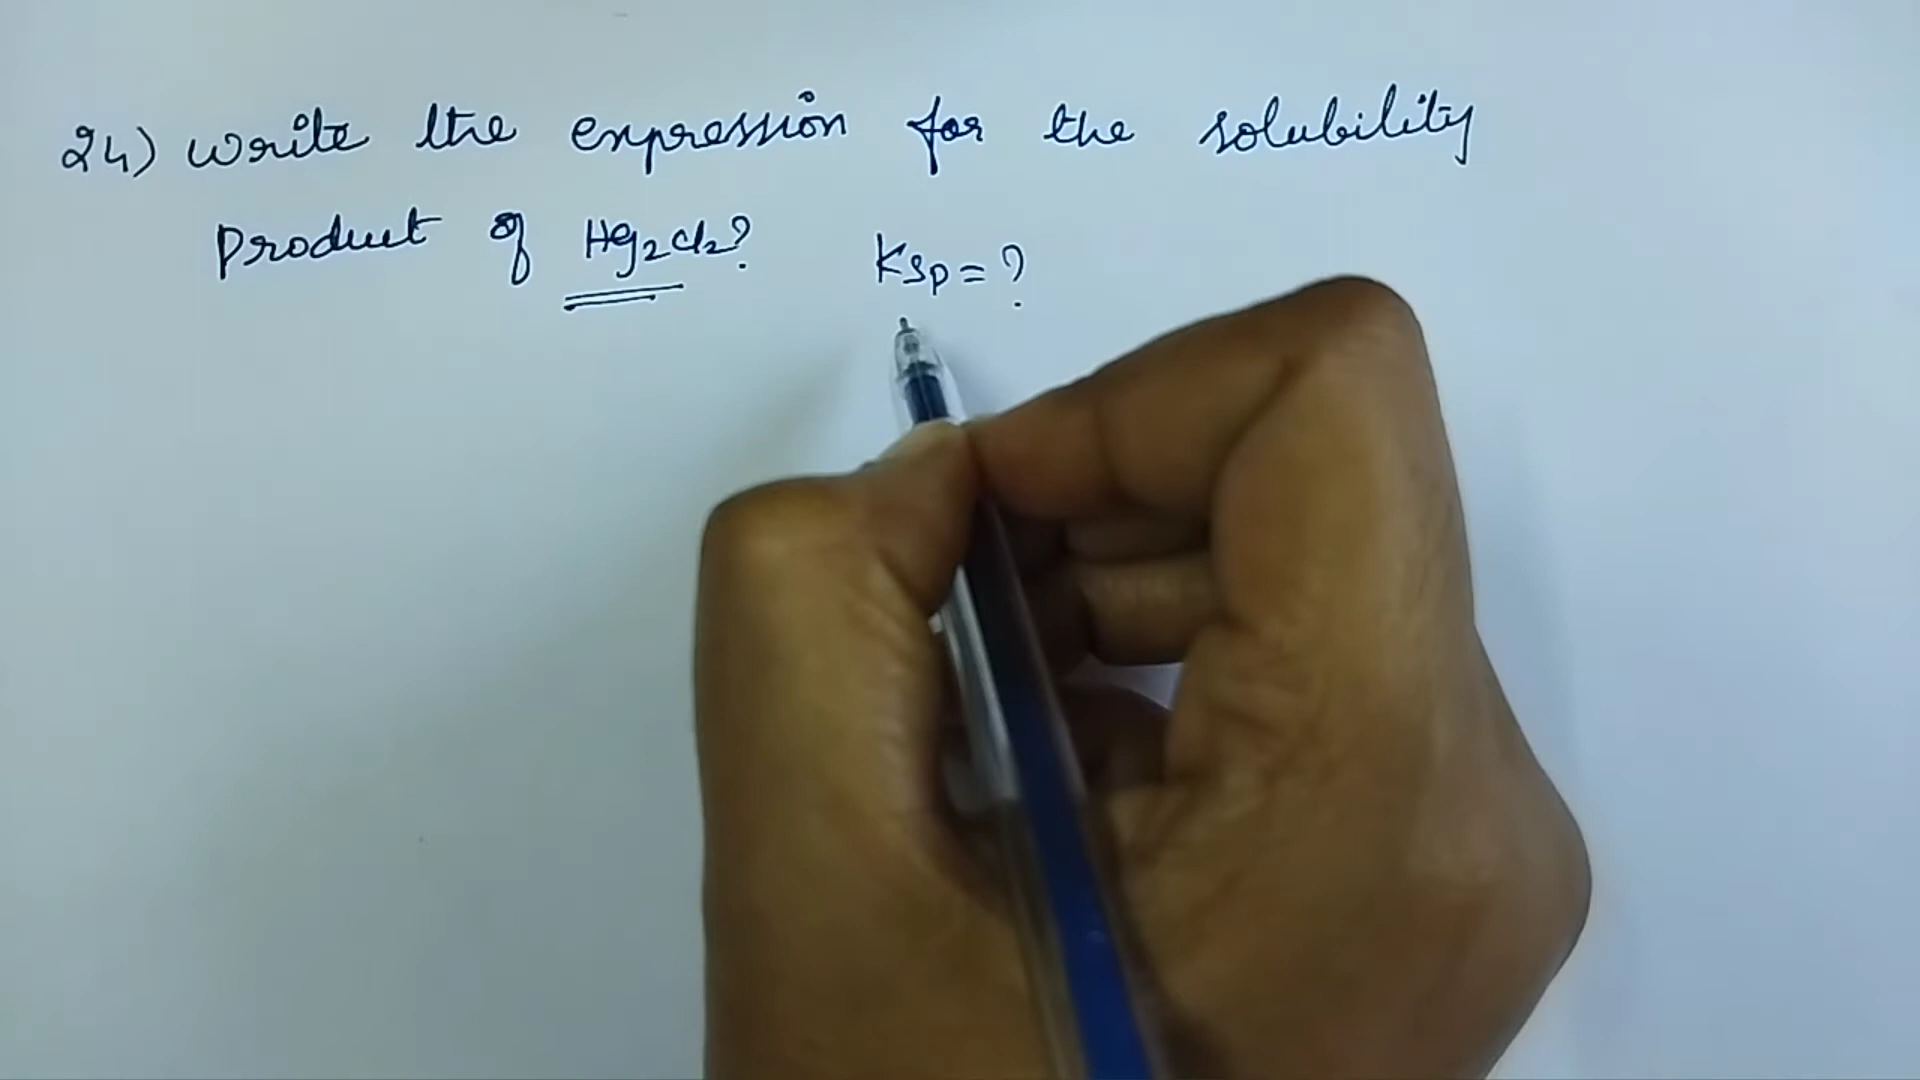 24) Write the expression for the solubility
Product of Hg₂Cl₂? Ksp = ?